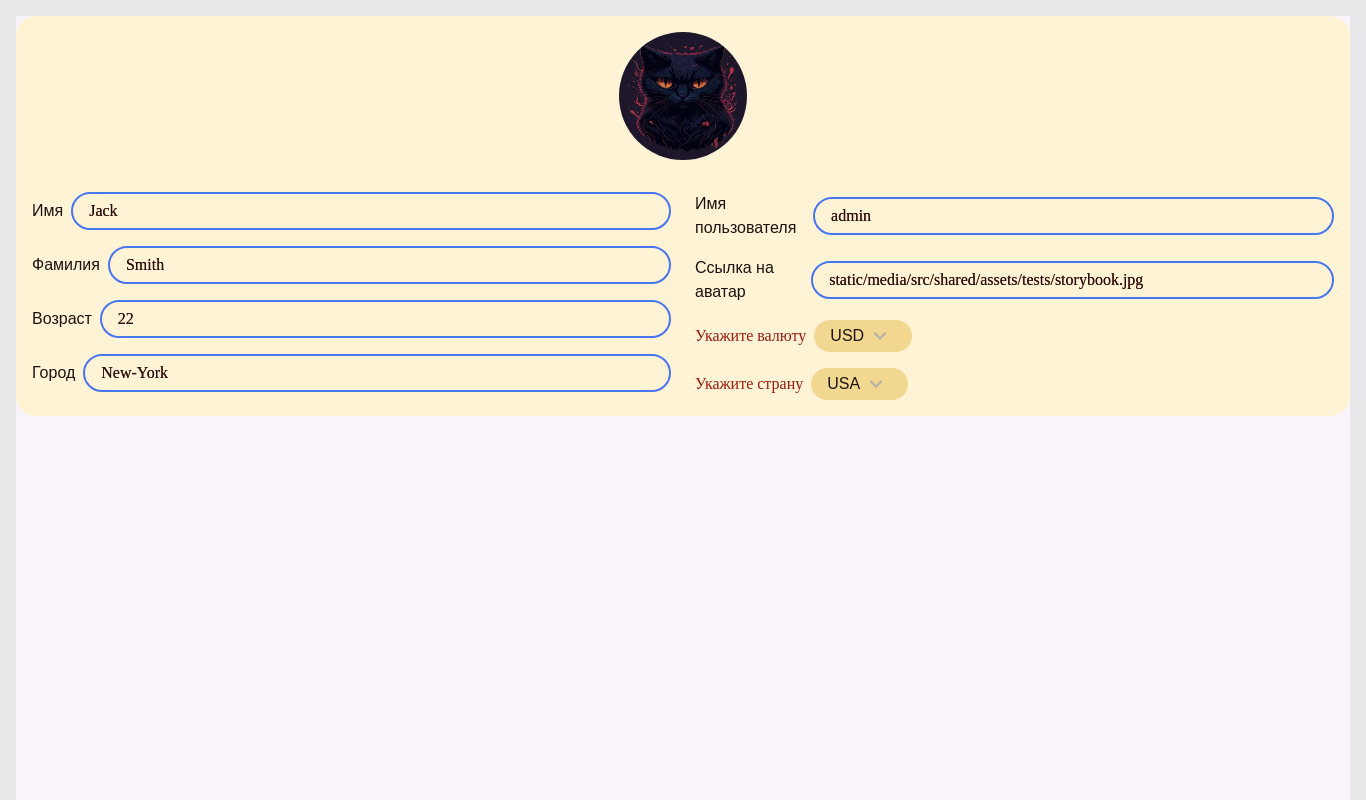 Имя
Jack
Фамилия
Smith
Возраст
22
Город
New-York
Имя
пользователя
admin
Ссылка на
аватар
static/media/src/shared/assets/tests/storybook.jpg
Укажите валюту
USD
Укажите страну
USA